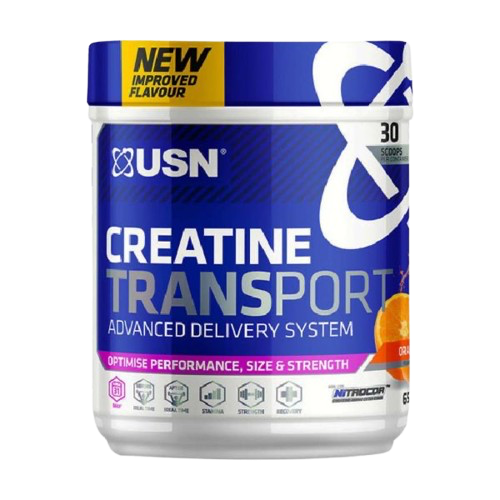 NEW
IMPROVED
FLAVOUR
30
SCOOPS
USN®
CREATINE
TRANSPORT
ADVANCED DELIVERY SYSTEM
OPTIMISE PERFORMANCE, SIZE & STRENGTH
STAMINA
STRENGTH
RECOVERY
NITROCOR
ORA